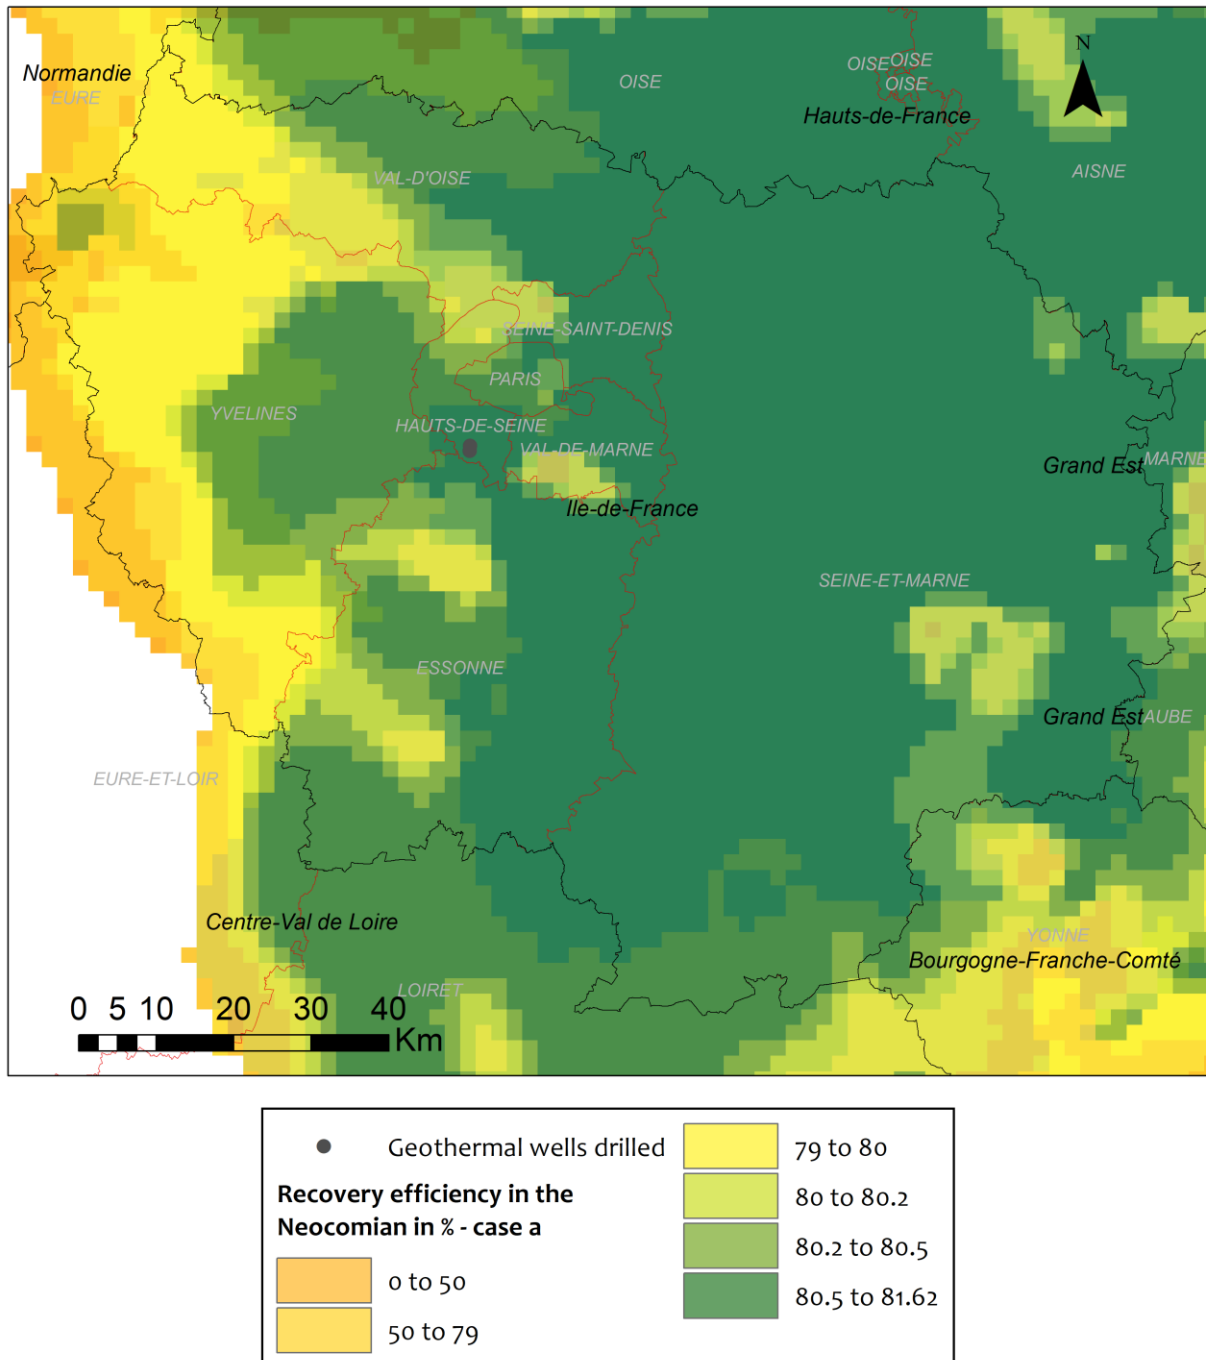 N
Normandie
EURE
OISE
OISE
OISE
OISE
Hauts-de-France
AISNE
VAL-D'OISE
SEINE-SAINT-DENIS
PARIS
YVELINES
HAUTS-DE-SEINE
VAL-DE-MARNE
Grand Est
MARNE
Ile-de-France
SEINE-ET-MARNE
ESSONNE
Grand Est
AUBE
EURE-ET-LOIR
Centre-Val de Loire
YONNE
Bourgogne-Franche-Comté
LOIRET
0 5 10 20 30 40
Km
Geothermal wells drilled
Recovery efficiency in the
Neocomian in % - case a
0 to 50
50 to 79
79 to 80
80 to 80.2
80.2 to 80.5
80.5 to 81.62